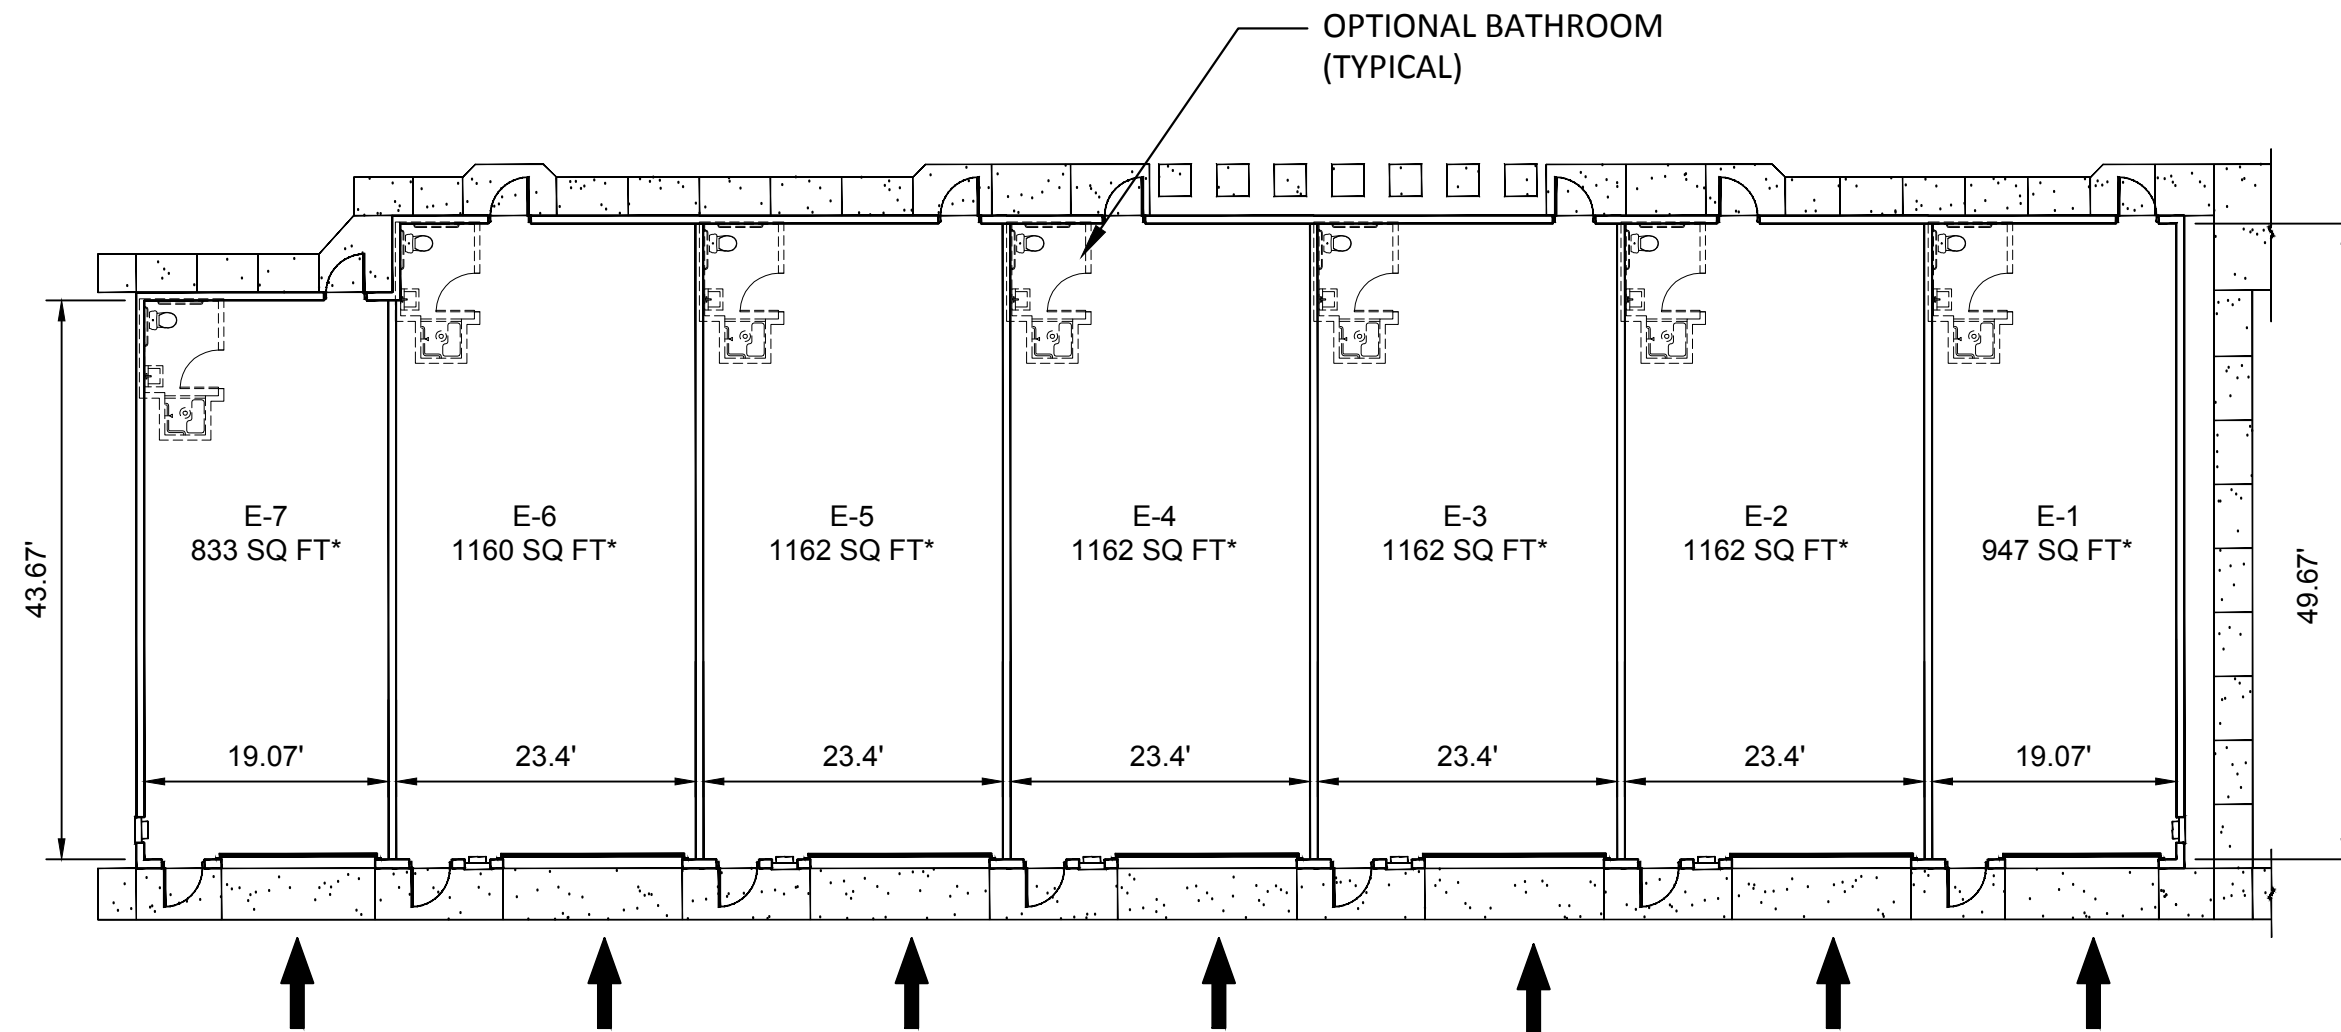 OPTIONAL BATHROOM
(TYPICAL)
E-7
833 SQ FT*
E-6
1160 SQ FT*
E-5
1162 SQ FT*
E-4
1162 SQ FT*
E-3
1162 SQ FT*
E-2
1162 SQ FT*
E-1
947 SQ FT*
43.67'
49.67'
19.07'
23.4'
23.4'
23.4'
23.4'
23.4'
19.07'